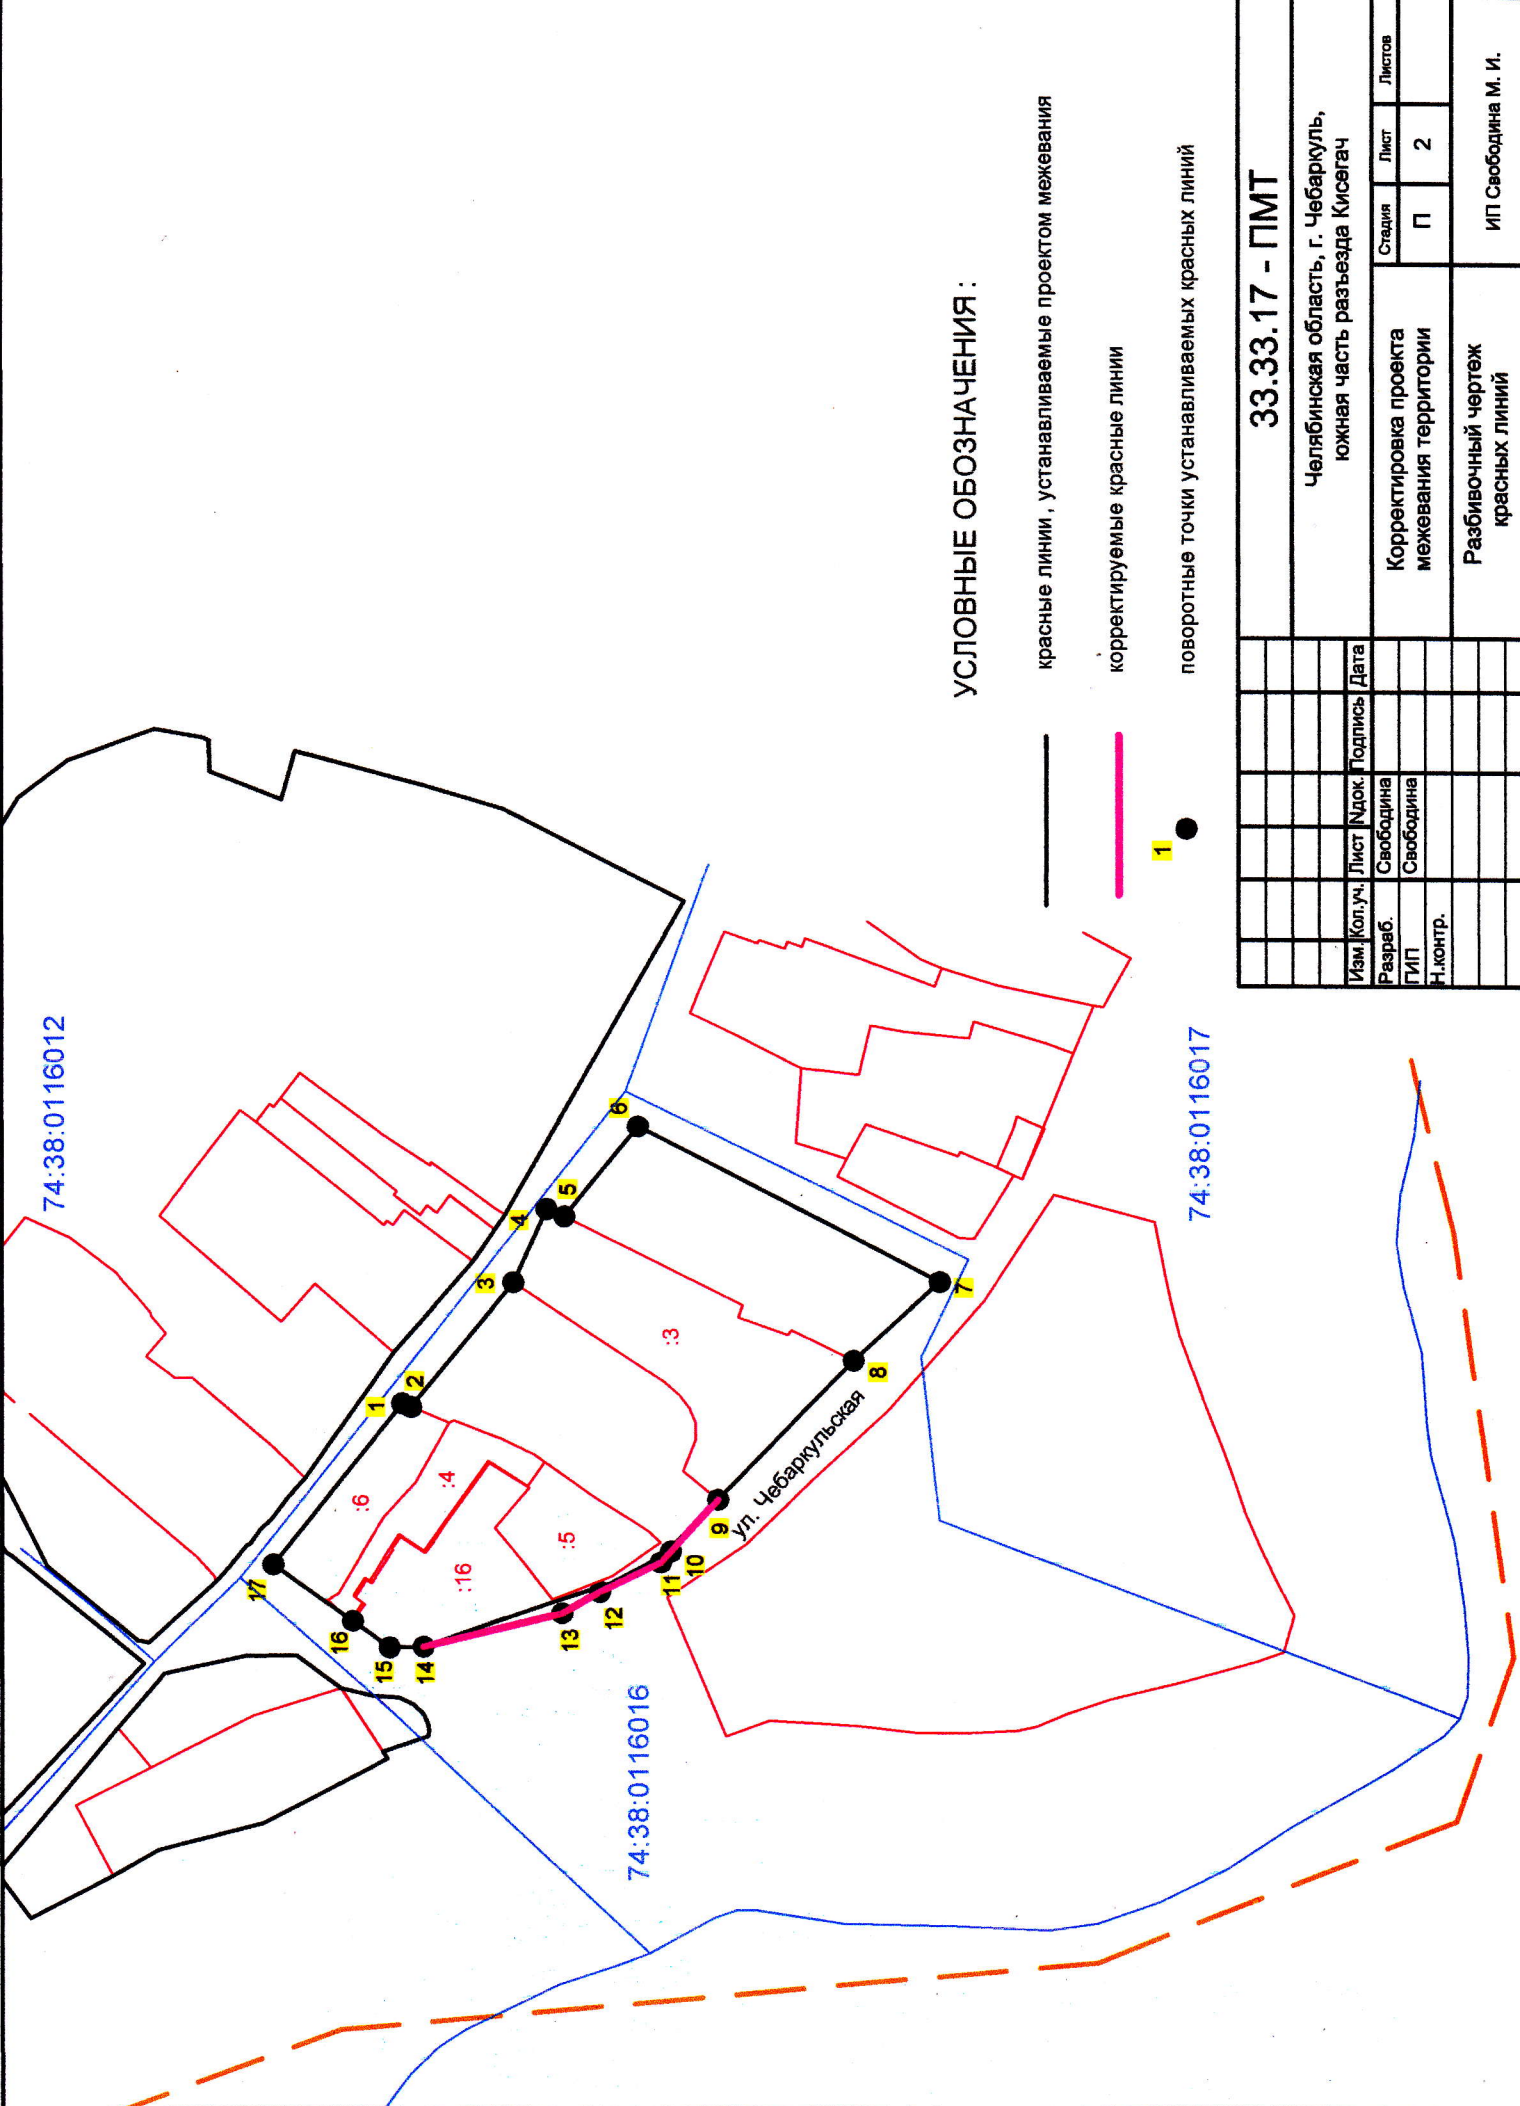 74:38:0116012
17
1
2
3
4
5
6
7
8
9
10
11
12
13
14
15
16
:6
:4
:16
:5
:3
ул. Чебаркульская
74:38:0116016
74:38:0116017
УСЛОВНЫЕ ОБОЗНАЧЕНИЯ :
красные линии, устанавливаемые проектом межевания
корректируемые красные линии
1
поворотные точки устанавливаемых красных линий
33.33.17 - ПМТ
Челябинская область, г. Чебаркуль,
южная часть разъезда Кисегач
Изм. Кол.уч. Лист Nдок. Подпись Дата
Разраб. Свободина
ГИП Свободина
Н.контр.
Корректировка проекта
межевания территории
Стадия Лист Листов
П 2
Разбивочный чертеж
красных линий
ИП Свободина М. И.